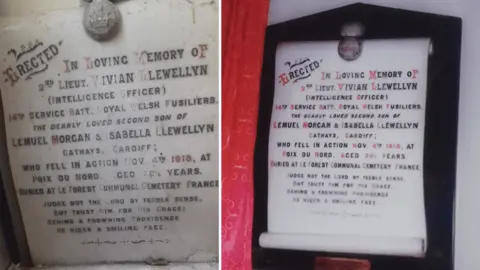 Erected
In Loving Memory of
2nd Lieut. Vivian Llewellyn
(Intelligence Officer)
14th Service Batt. Royal Welsh Fusiliers.
The dearly loved second son of
Lemuel Morgan & Isabella Llewellyn
Cathays, Cardiff;
who fell in action Nov. 4th 1918, at
Poix du Nord. aged years
Buried at Le Forest Communal Cemetery France
Judge not the Lord by feeble sense,
But trust Him for His grace;
Behind a frowning providence
He hides a smiling face.
Erected
In Loving Memory of
2nd Lieut. Vivian Llewellyn
(Intelligence Officer)
14th Service Batt. Royal Welsh Fusiliers.
The dearly loved second son of
Lemuel Morgan & Isabella Llewellyn
Cathays, Cardiff;
who fell in action Nov 4th 1918, at
Poix du Nord. aged years
Buried at Le Forest Communal Cemetery France.
Judge not the Lord by feeble sense,
But trust Him for His grace,
Behind a frowning providence
He hides a smiling face.